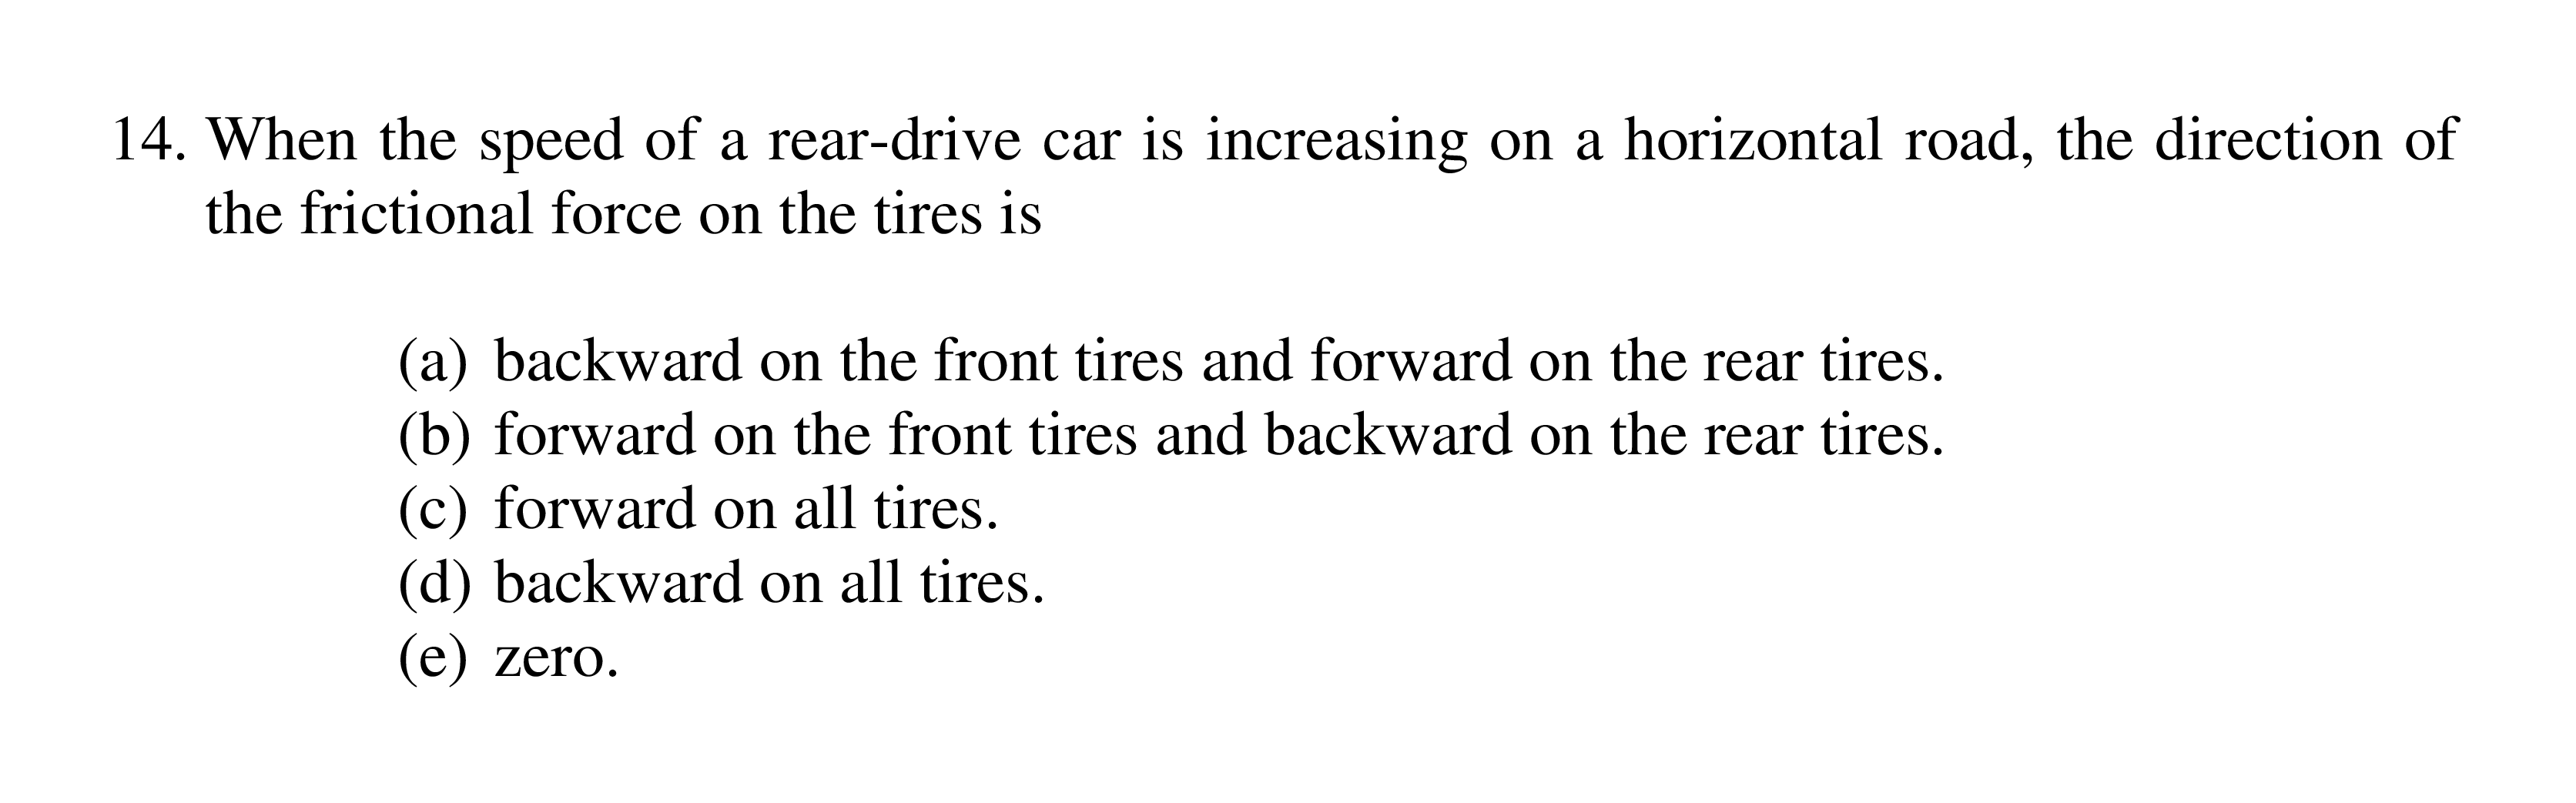 14. When the speed of a rear-drive car is increasing on a horizontal road, the direction of
the frictional force on the tires is
(a) backward on the front tires and forward on the rear tires.
(b) forward on the front tires and backward on the rear tires.
(c) forward on all tires.
(d) backward on all tires.
(e) zero.